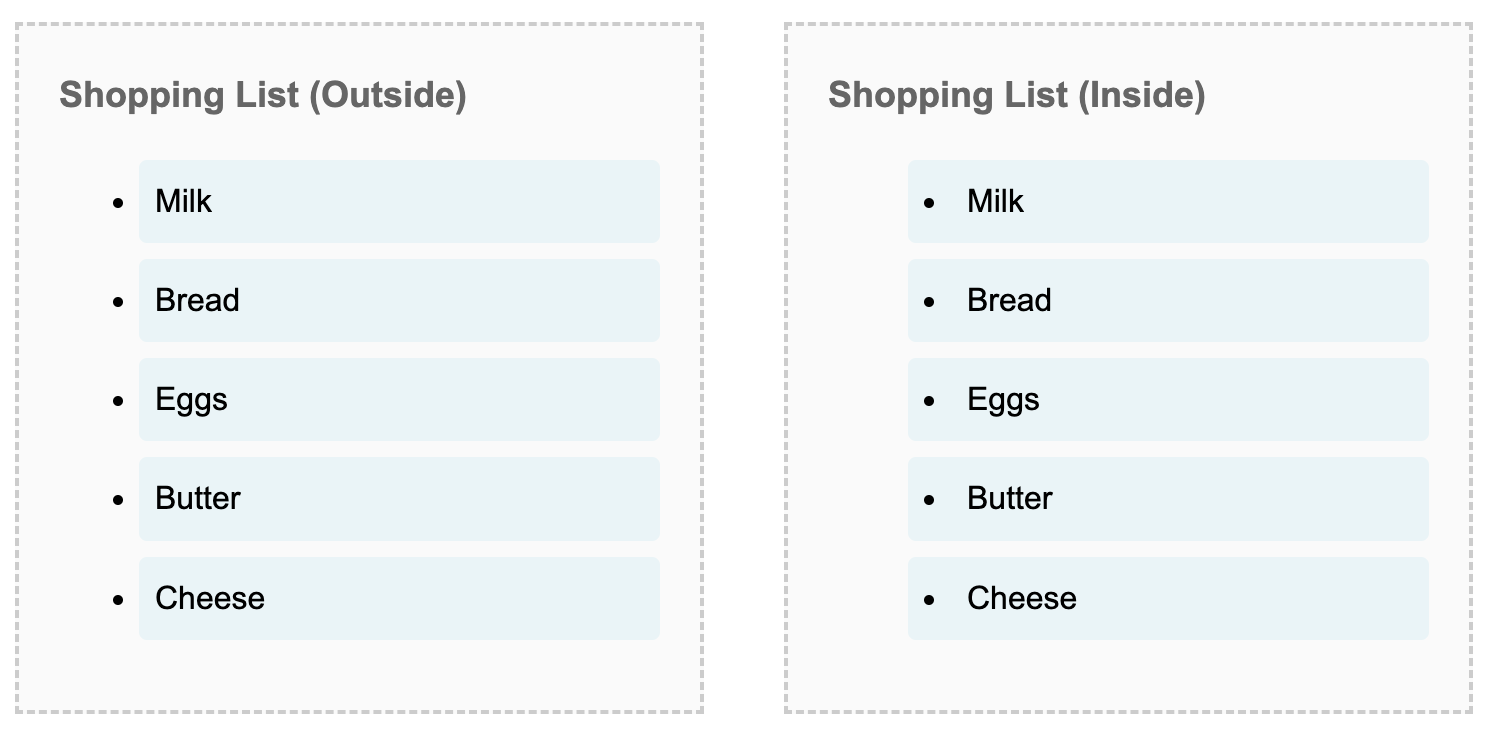 Shopping List (Outside)
• Milk
• Bread
• Eggs
• Butter
• Cheese
Shopping List (Inside)
• Milk
• Bread
• Eggs
• Butter
• Cheese